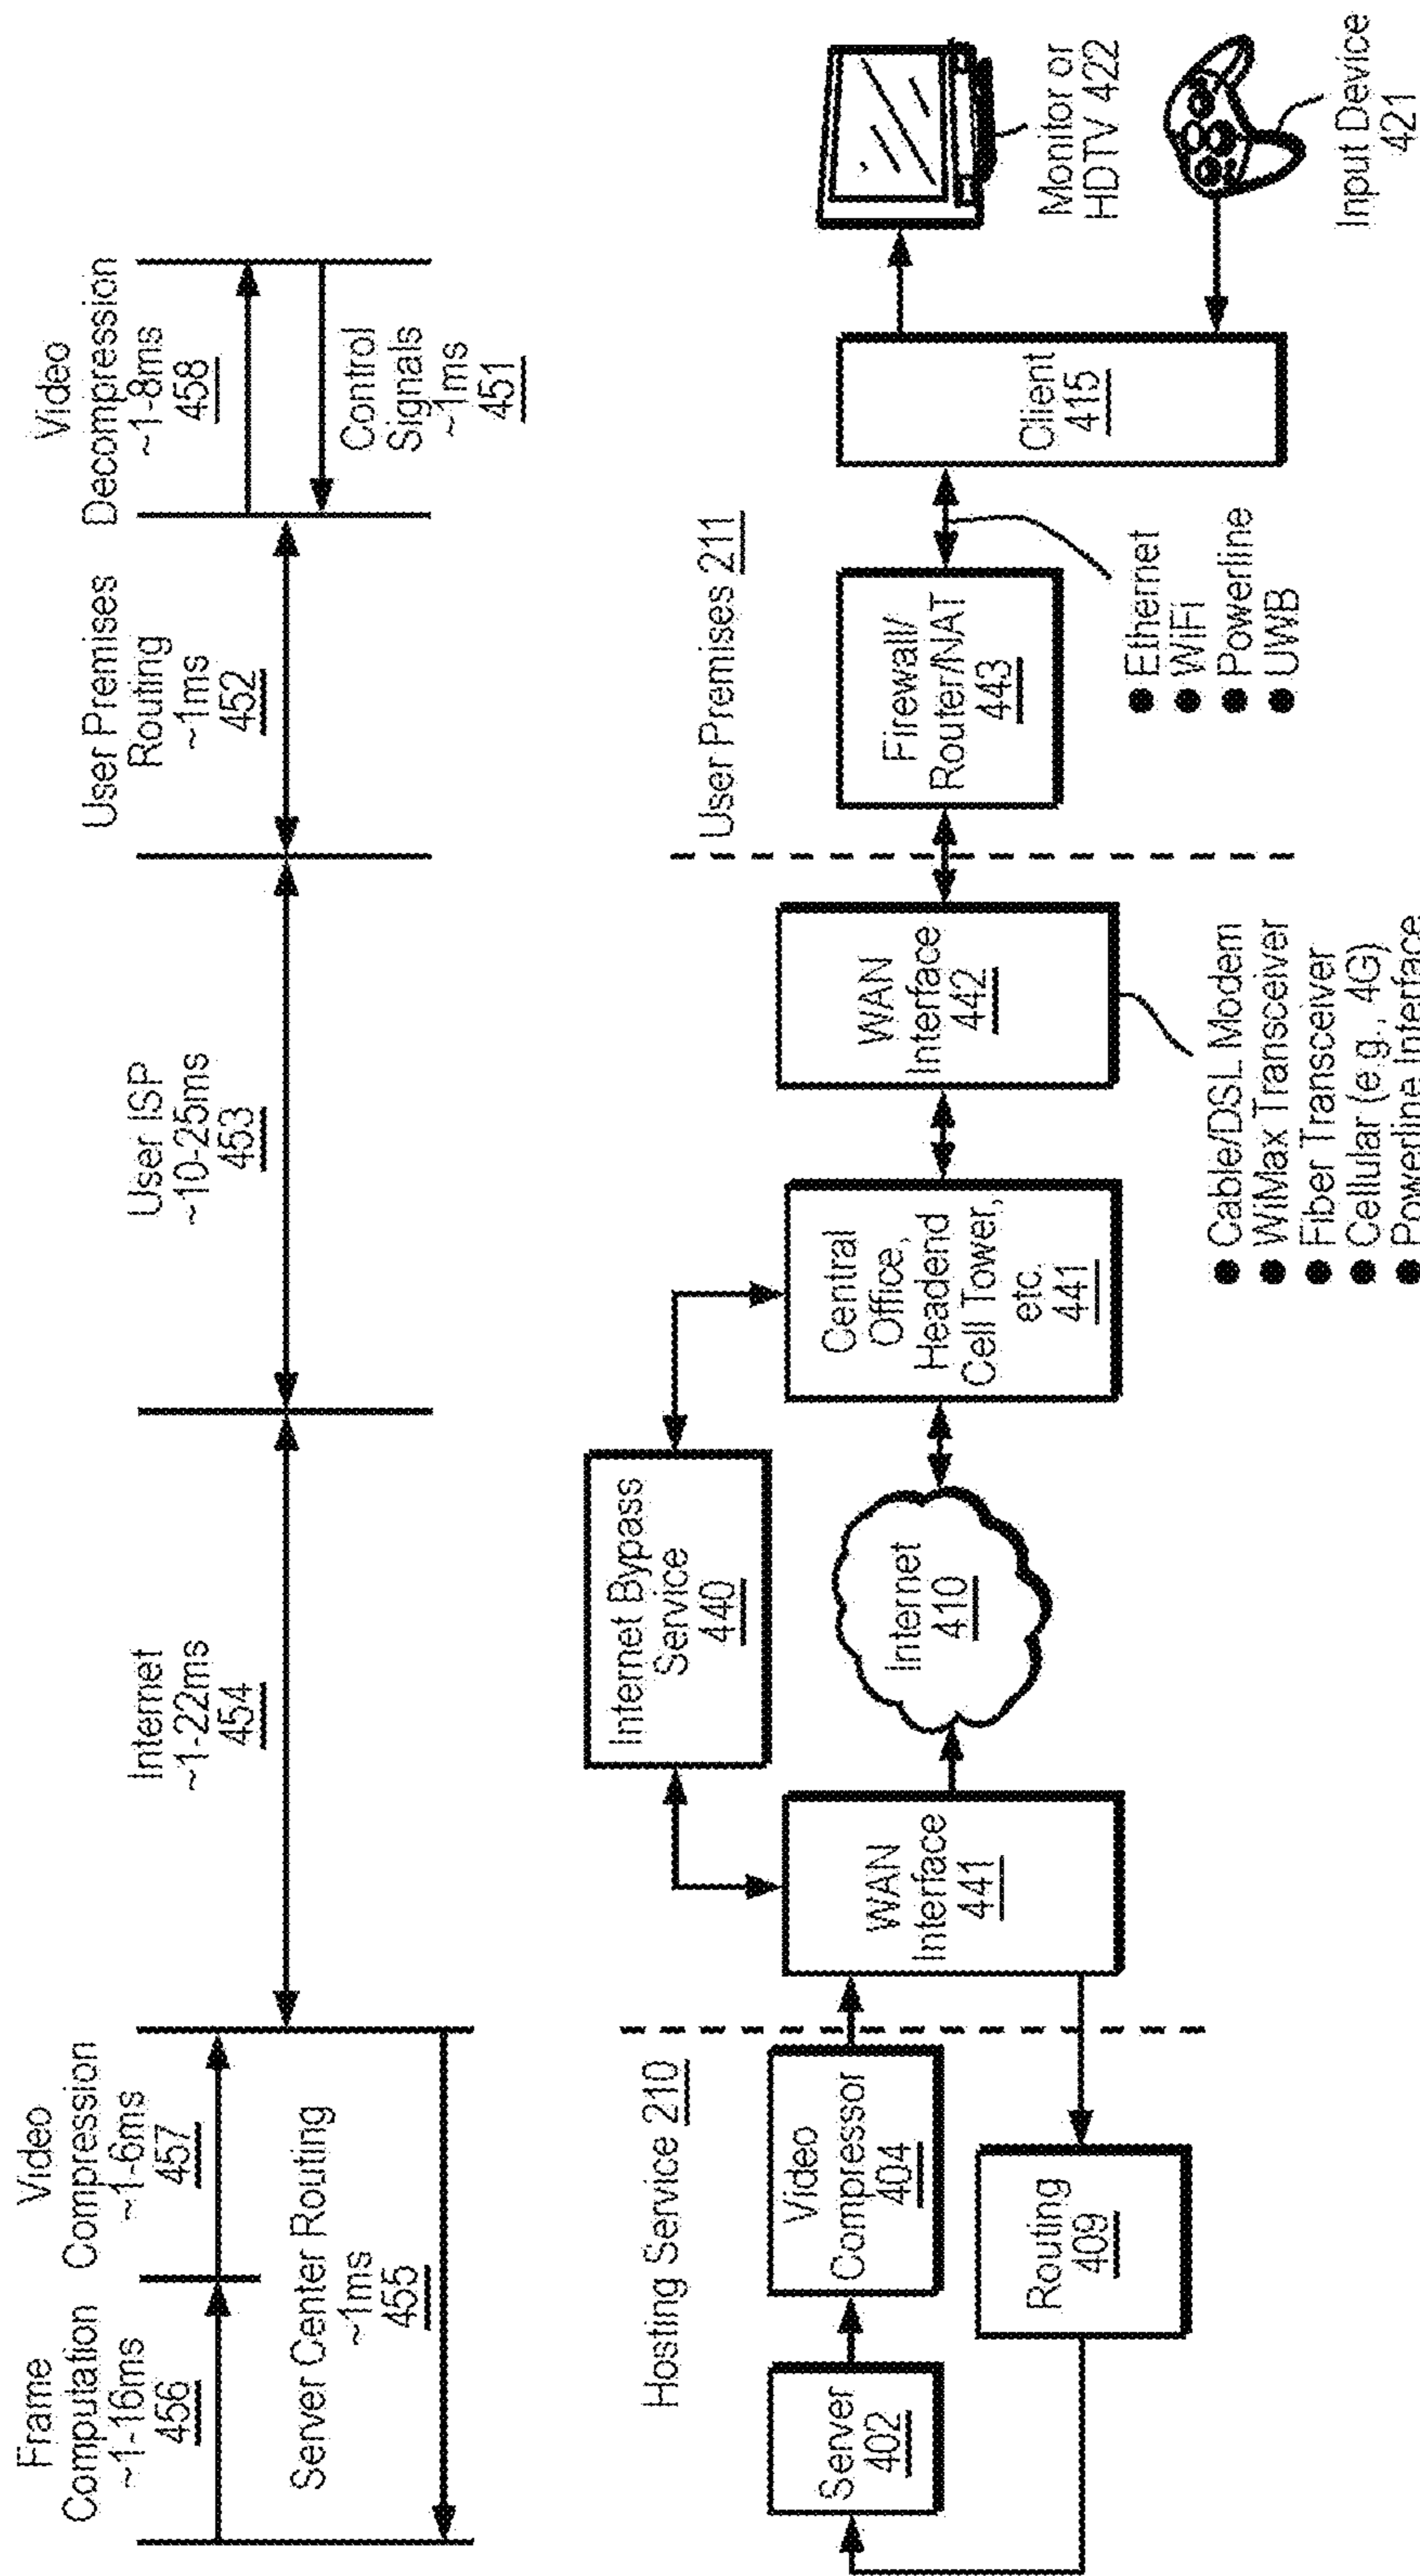 Frame
Computation
~1-16ms
456
Video
Compression
~1-6ms
457
Server Center Routing
~1ms
455
Internet
~1-22ms
454
User ISP
~10-25ms
453
User Premises
Routing
~1ms
452
Video
Decompression
~1-8ms
458
Control
Signals
~1ms
451
Hosting Service 210
Server
402
Video
Compressor
404
Routing
409
WAN
Interface
441
Internet Bypass
Service
440
Internet
410
Central
Office,
Headend
Cell Tower,
etc.
441
WAN
Interface
442
● Cable/DSL Modem
● WiMax Transceiver
● Fiber Transceiver
● Cellular (e.g., 4G)
● Powerline Interface
User Premises 211
Firewall/
Router/NAT
443
● Ethernet
● WiFi
● Powerline
● UWB
Client
415
Monitor or
HDTV 422
Input Device
421